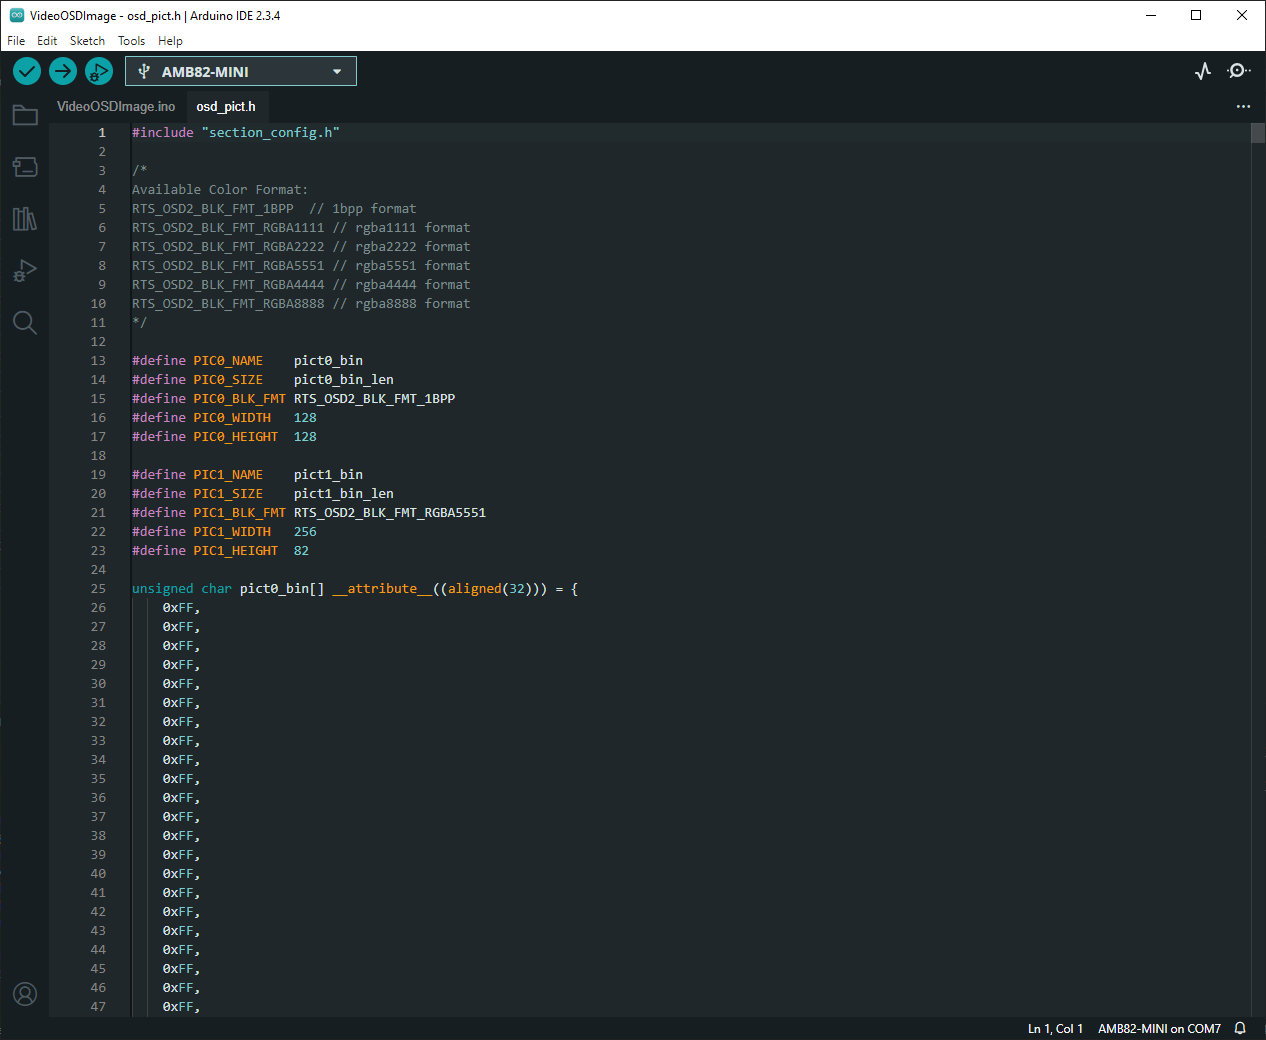 VideoOSDImage - osd_pict.h | Arduino IDE 2.3.4
File Edit Sketch Tools Help
AMB82-MINI
VideoOSDImage.ino osd_pict.h
1 #include "section_config.h"
2
3 /*
4 Available Color Format:
5 RTS_OSD2_BLK_FMT_1BPP  // 1bpp format
6 RTS_OSD2_BLK_FMT_RGBA1111 // rgba1111 format
7 RTS_OSD2_BLK_FMT_RGBA2222 // rgba2222 format
8 RTS_OSD2_BLK_FMT_RGBA5551 // rgba5551 format
9 RTS_OSD2_BLK_FMT_RGBA4444 // rgba4444 format
10 RTS_OSD2_BLK_FMT_RGBA8888 // rgba8888 format
11 */
12
13 #define PIC0_NAME    pict0_bin
14 #define PIC0_SIZE    pict0_bin_len
15 #define PIC0_BLK_FMT RTS_OSD2_BLK_FMT_1BPP
16 #define PIC0_WIDTH   128
17 #define PIC0_HEIGHT  128
18
19 #define PIC1_NAME    pict1_bin
20 #define PIC1_SIZE    pict1_bin_len
21 #define PIC1_BLK_FMT RTS_OSD2_BLK_FMT_RGBA5551
22 #define PIC1_WIDTH   256
23 #define PIC1_HEIGHT  82
24
25 unsigned char pict0_bin[] __attribute__((aligned(32))) = {
26     0xFF,
27     0xFF,
28     0xFF,
29     0xFF,
30     0xFF,
31     0xFF,
32     0xFF,
33     0xFF,
34     0xFF,
35     0xFF,
36     0xFF,
37     0xFF,
38     0xFF,
39     0xFF,
40     0xFF,
41     0xFF,
42     0xFF,
43     0xFF,
44     0xFF,
45     0xFF,
46     0xFF,
47     0xFF,
Ln 1, Col 1 AMB82-MINI on COM7